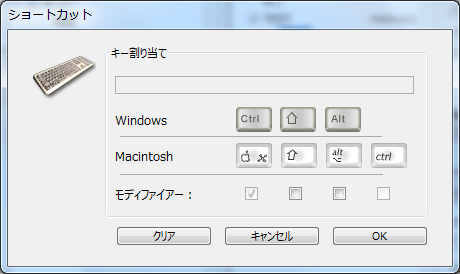 ショートカット
キー割り当て
Windows Ctrl Alt
Macintosh alt ctrl
モディファイアー：
クリア キャンセル OK